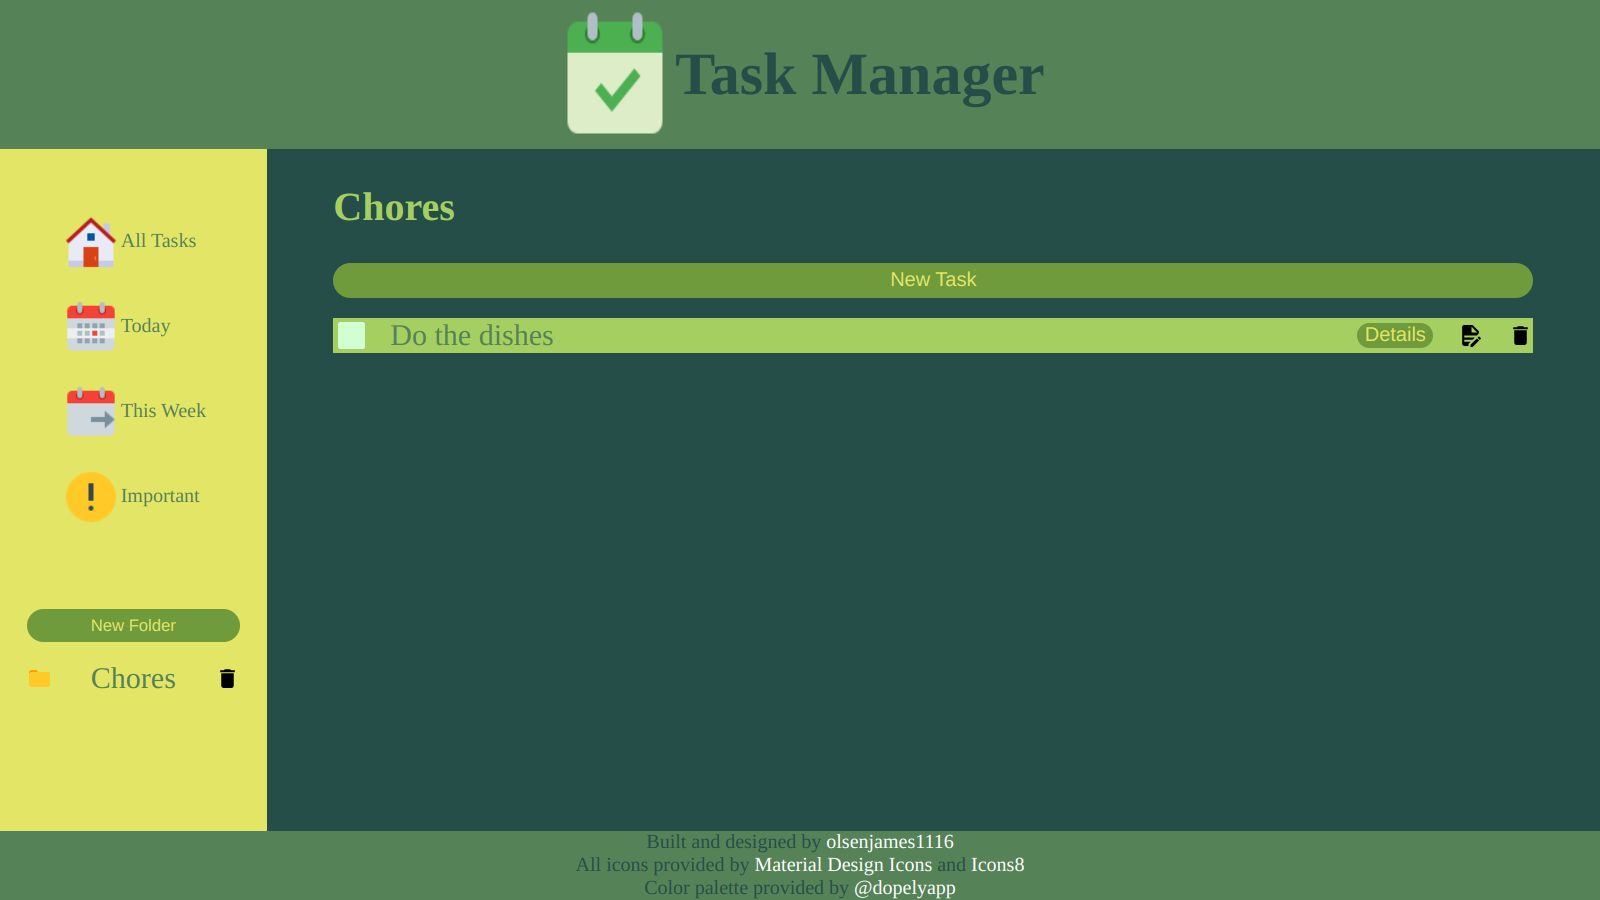 Task Manager
All Tasks
Today
This Week
Important
New Folder
Chores
Chores
New Task
Do the dishes
Details
Built and designed by olsenjames1116
All icons provided by Material Design Icons and Icons8
Color palette provided by @dopelyapp